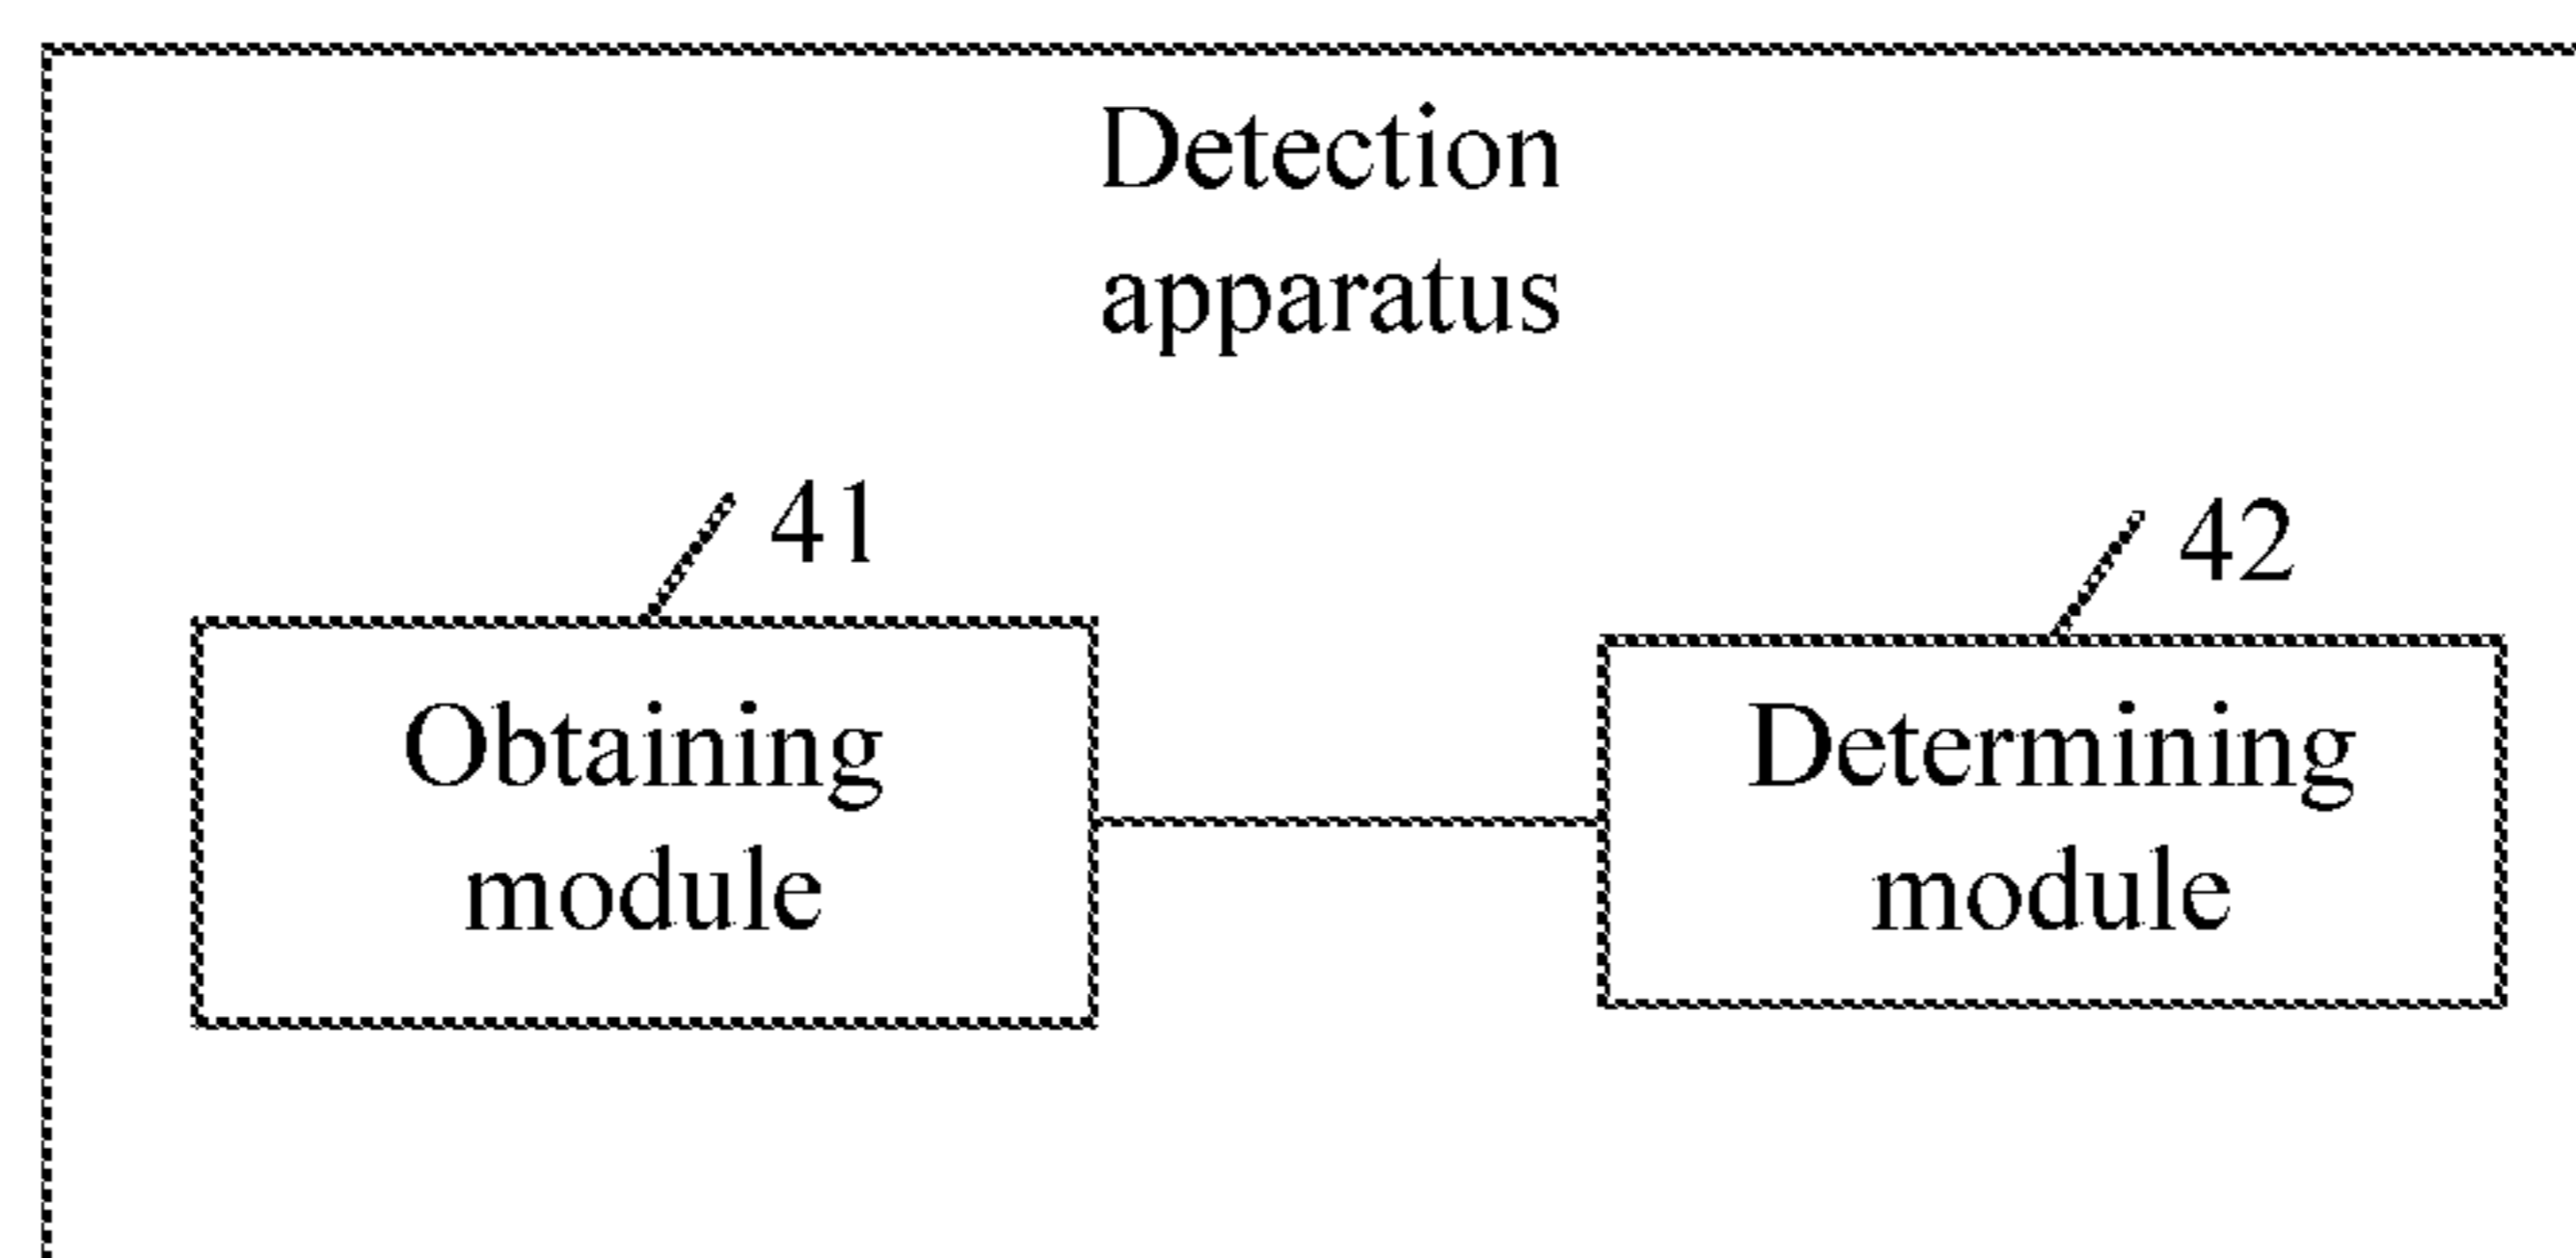 Detection
apparatus
41
42
Obtaining
module
Determining
module